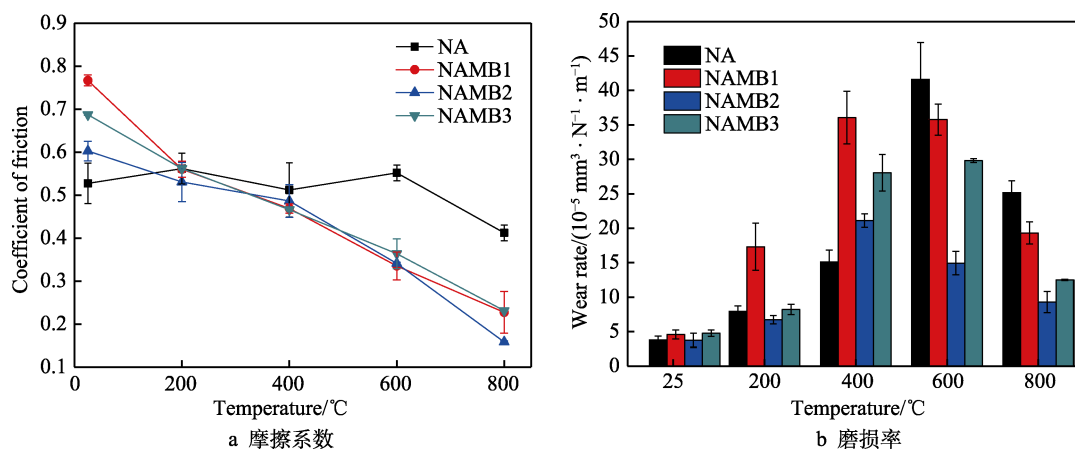 0.9
0.8
0.7
0.6
0.5
0.4
0.3
0.2
0.1
Coefficient of friction
NA
NAMB1
NAMB2
NAMB3
0 200 400 600 800
Temperature/℃
a 摩擦系数
50
45
40
35
30
25
20
15
10
5
0
Wear rate/(10⁻⁵ mm³ · N⁻¹ · m⁻¹)
NA
NAMB1
NAMB2
NAMB3
25 200 400 600 800
Temperature/℃
b 磨损率